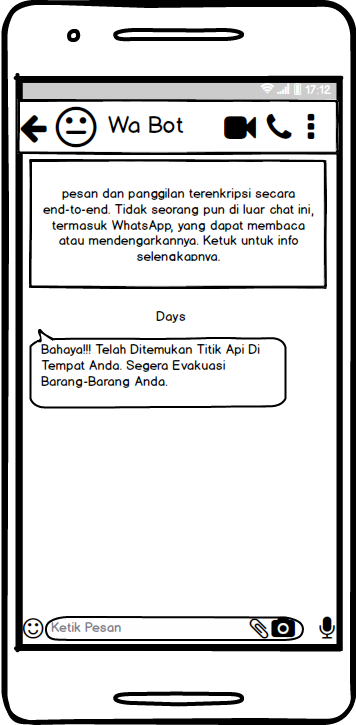 17:12
Wa Bot
pesan dan panggilan terenkripsi secara
end-to-end. Tidak seorang pun di luar chat ini,
termasuk WhatsApp, yang dapat membaca
atau mendengarkannya. Ketuk untuk info
selengkapnya.
Days
Bahaya!!! Telah Ditemukan Titik Api Di
Tempat Anda. Segera Evakuasi
Barang-Barang Anda.
Ketik Pesan